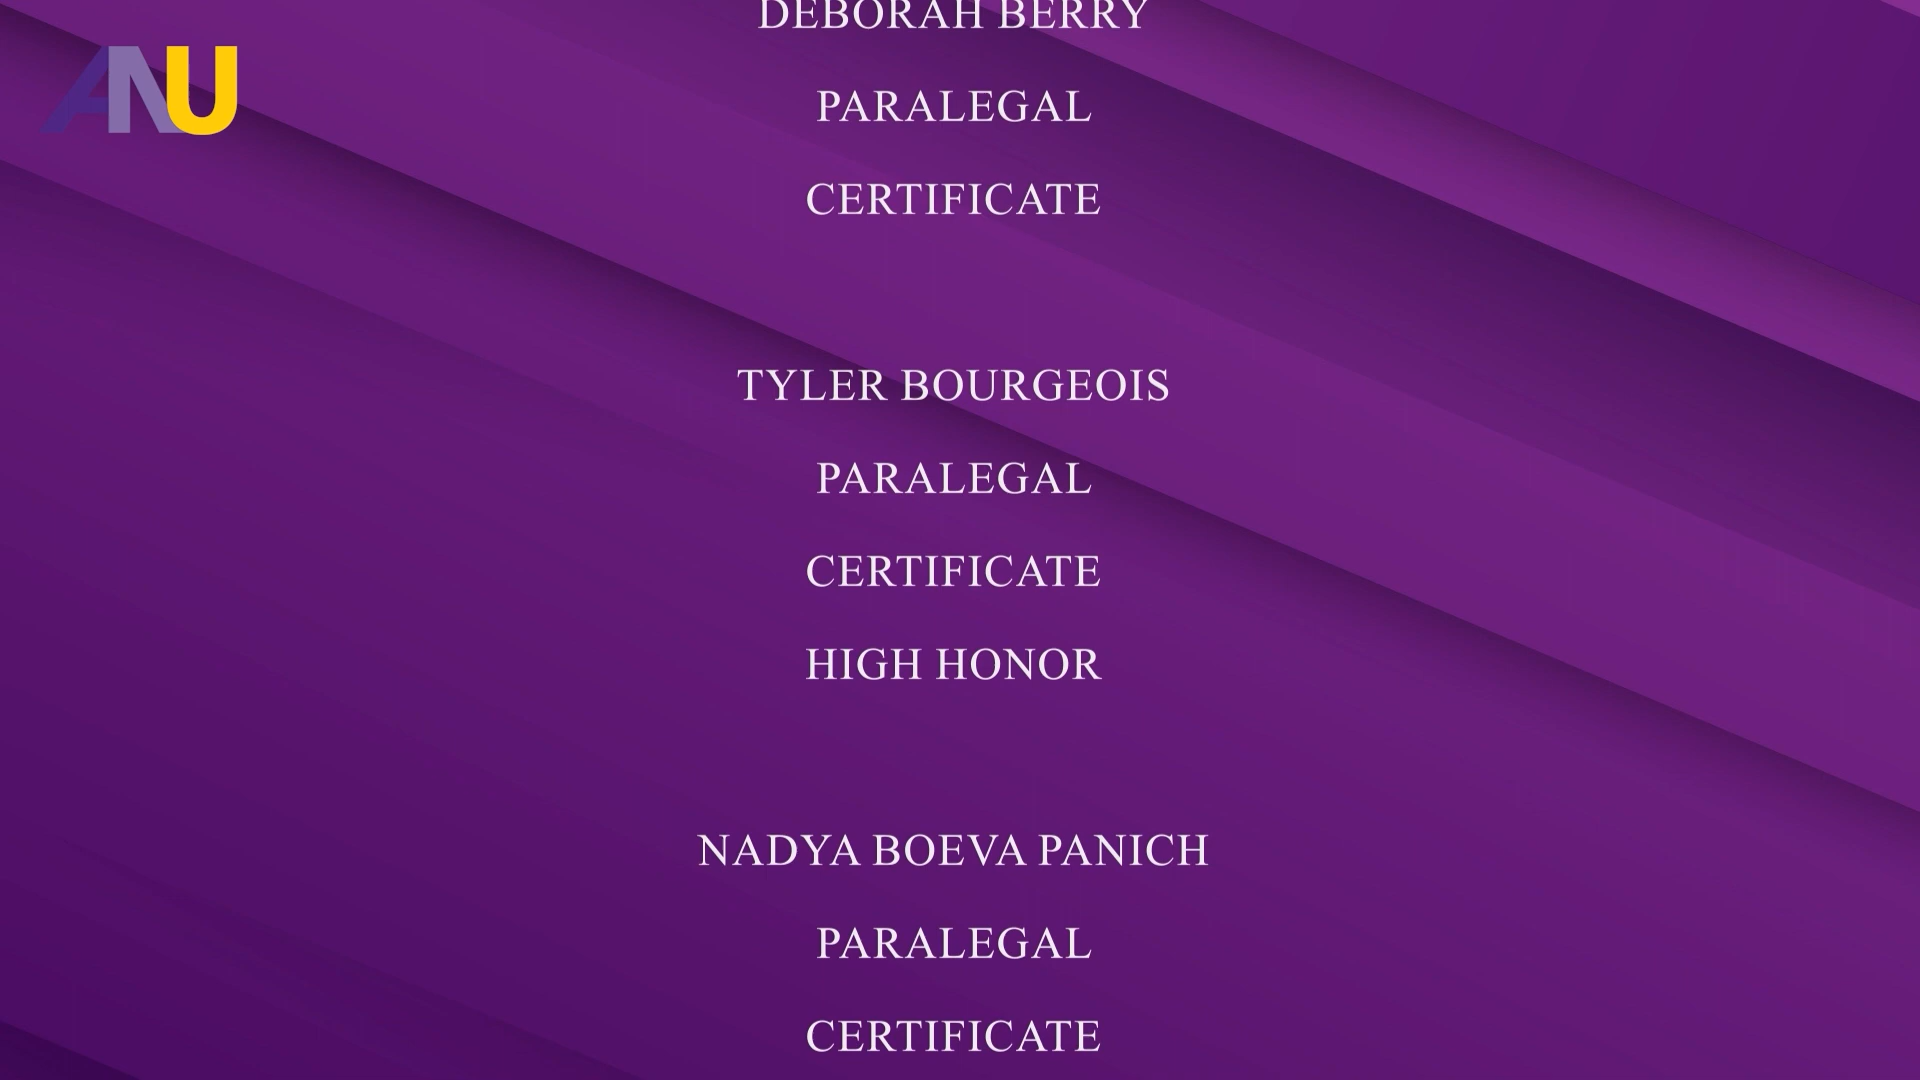 ANU
DEBORAH BERRY
PARALEGAL
CERTIFICATE
TYLER BOURGEOIS
PARALEGAL
CERTIFICATE
HIGH HONOR
NADYA BOEVA PANICH
PARALEGAL
CERTIFICATE